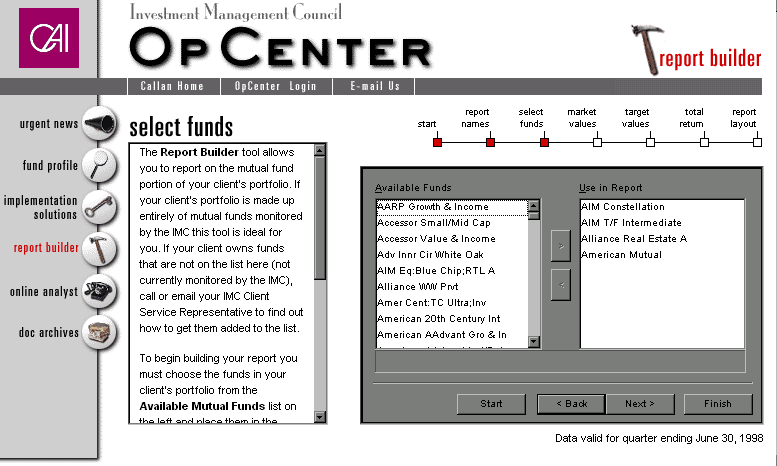 CAI
Investment Management Council
OpCenter
report builder
Callan Home
OpCenter Login
E-mail Us
urgent news
fund profile
implementation
solutions
report builder
online analyst
doc archives
select funds
start
report
names
select
funds
market
values
target
values
total
return
report
layout
The Report Builder tool allows
you to report on the mutual fund
portion of your client's portfolio. If
your client's portfolio is made up
entirely of mutual funds monitored
by the IMC this tool is ideal for
you. If your client owns funds
that are not on the list here (not
currently monitored by the IMC),
call or email your IMC Client
Service Representative to find out
how to get them added to the list.
To begin building your report you
must choose the funds in your
client's portfolio from the
Available Mutual Funds list on
the left and place them in the
Available Funds
AARP Growth & Income
Accessor Small/Mid Cap
Accessor Value & Income
Adv Innr Cir White Oak
AIM Eq:Blue Chip;RTL A
Alliance WW Prvt
Amer Cent:TC Ultra;Inv
American 20th Century Int
American AAdvant Gro & In
>
<
Use in Report
AIM Constellation
AIM T/F Intermediate
Alliance Real Estate A
American Mutual
Start
< Back
Next >
Finish
Data valid for quarter ending June 30, 1998